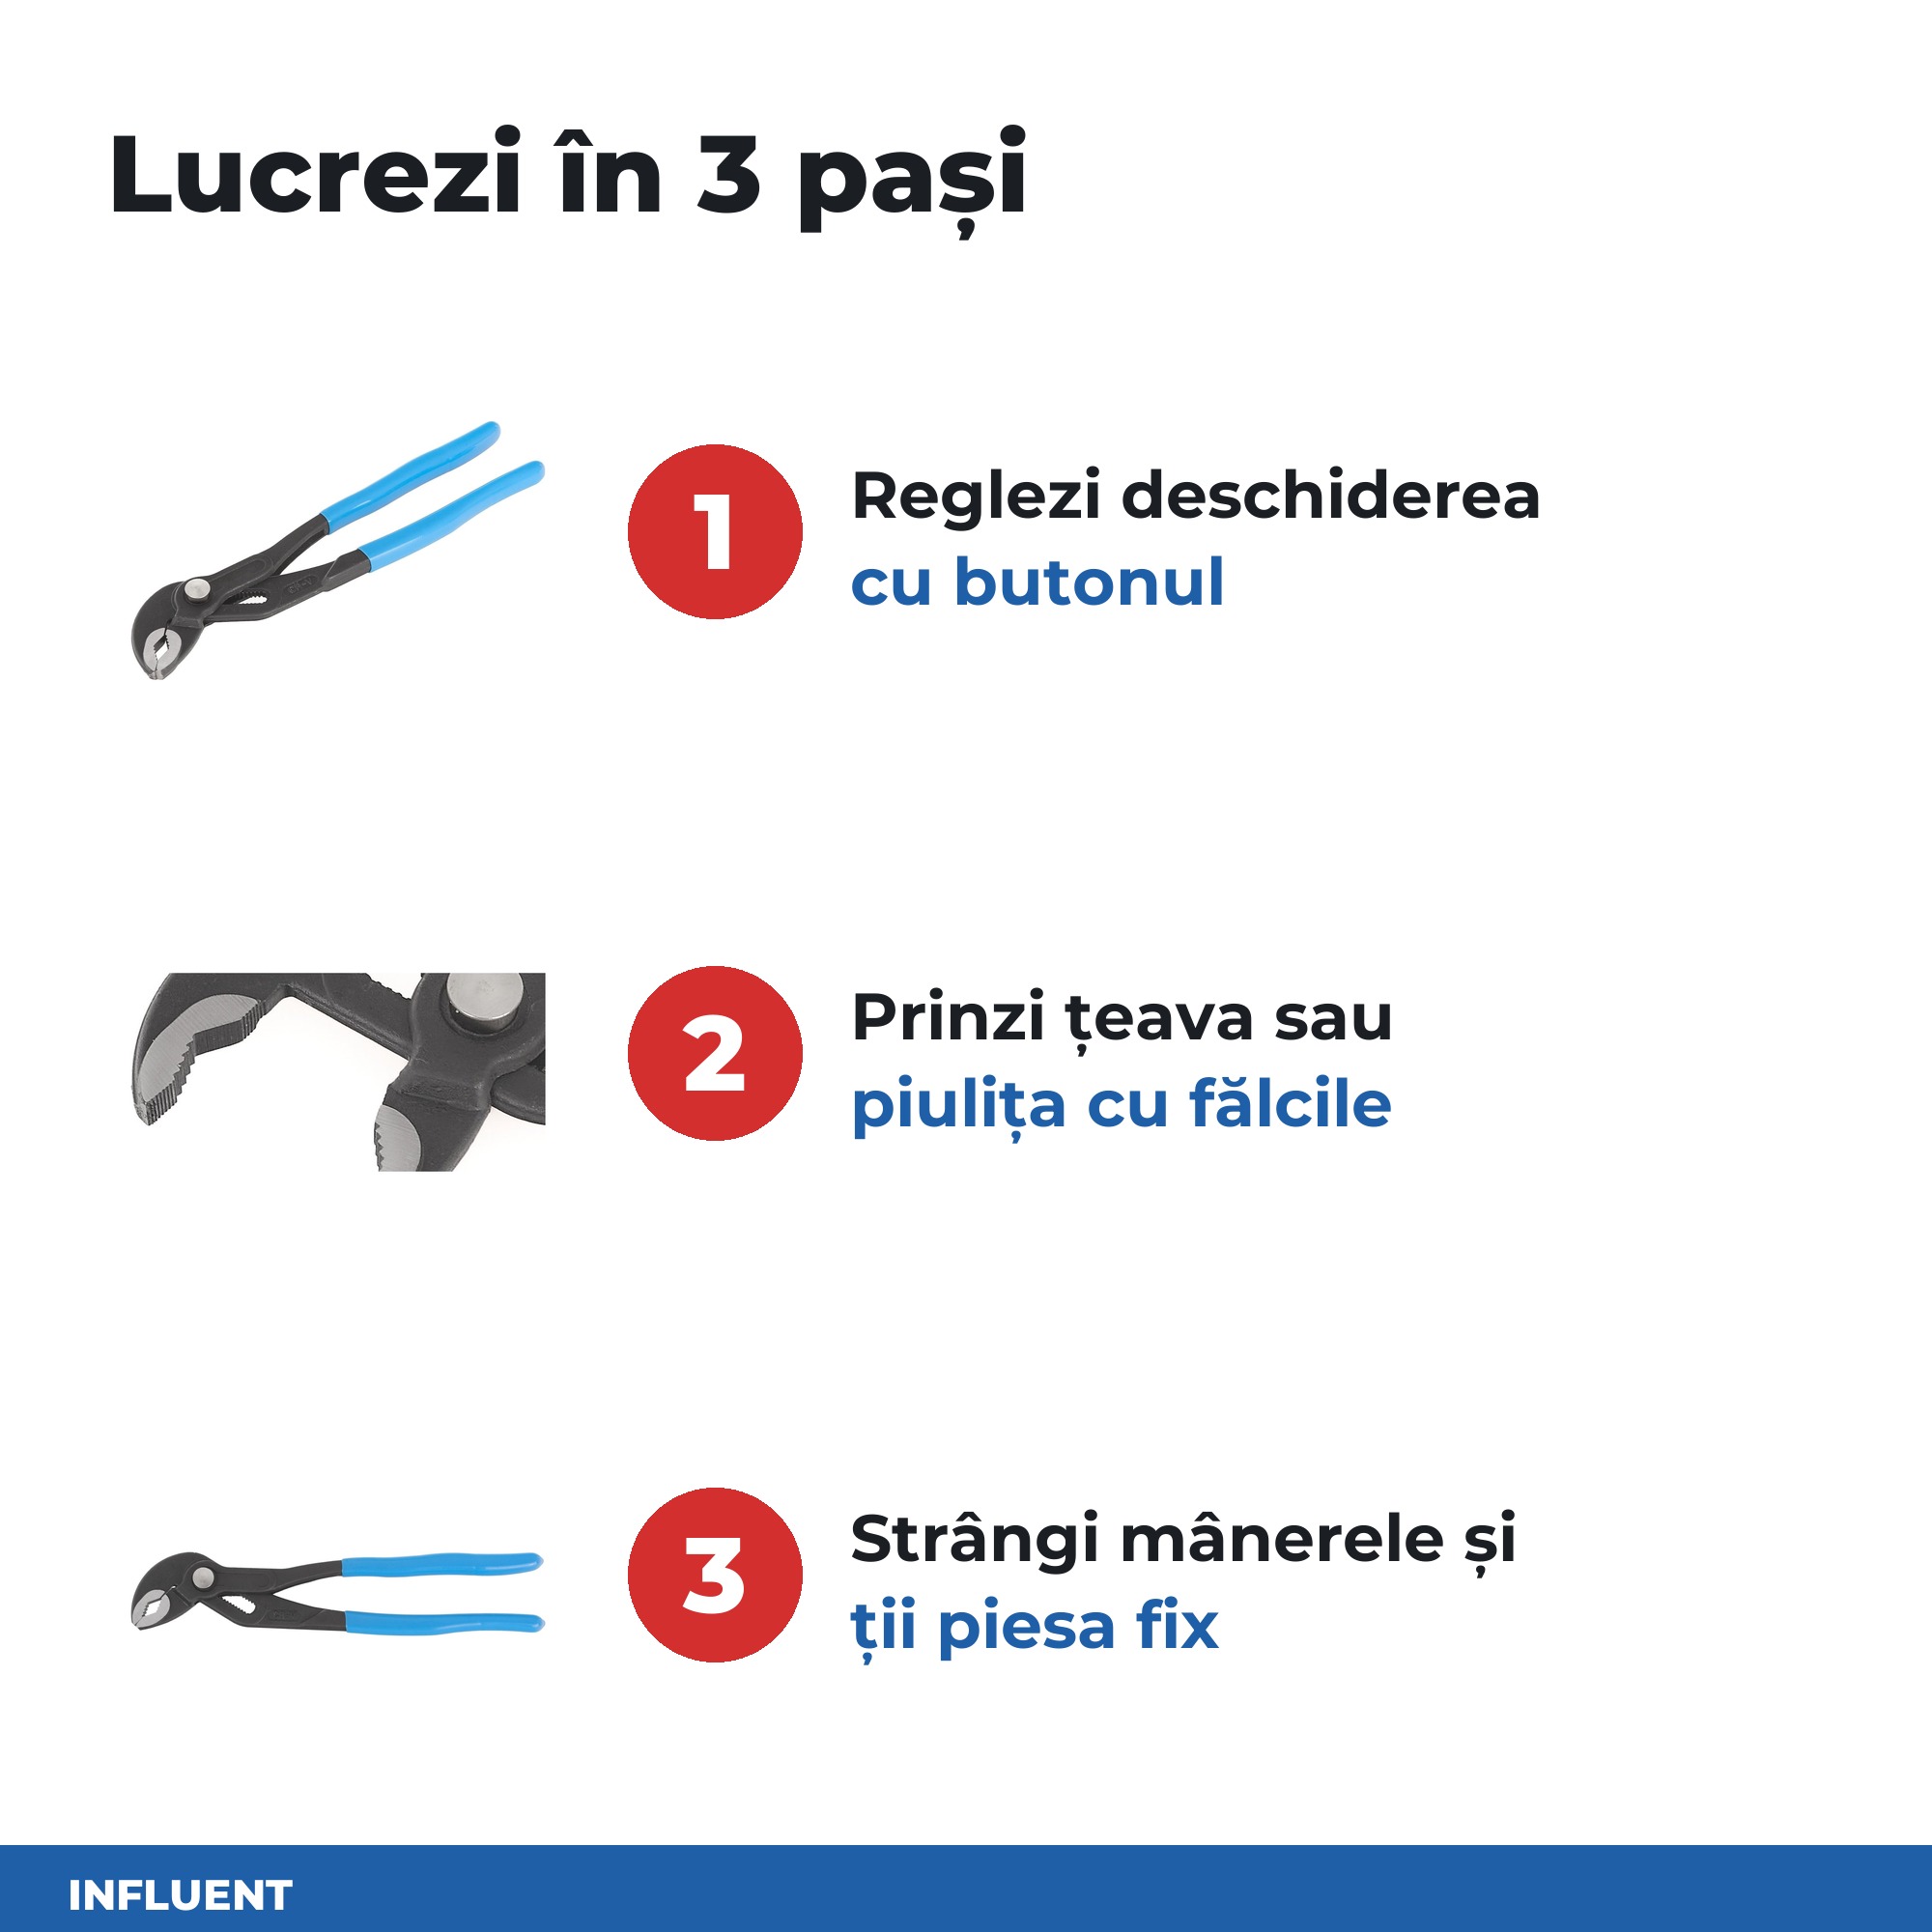 Lucrezi în 3 pași
1
Reglezi deschiderea
cu butonul
2
Prinzi țeava sau
piulița cu fălcile
3
Strângi mânerele și
ții piesa fix
INFLUENT